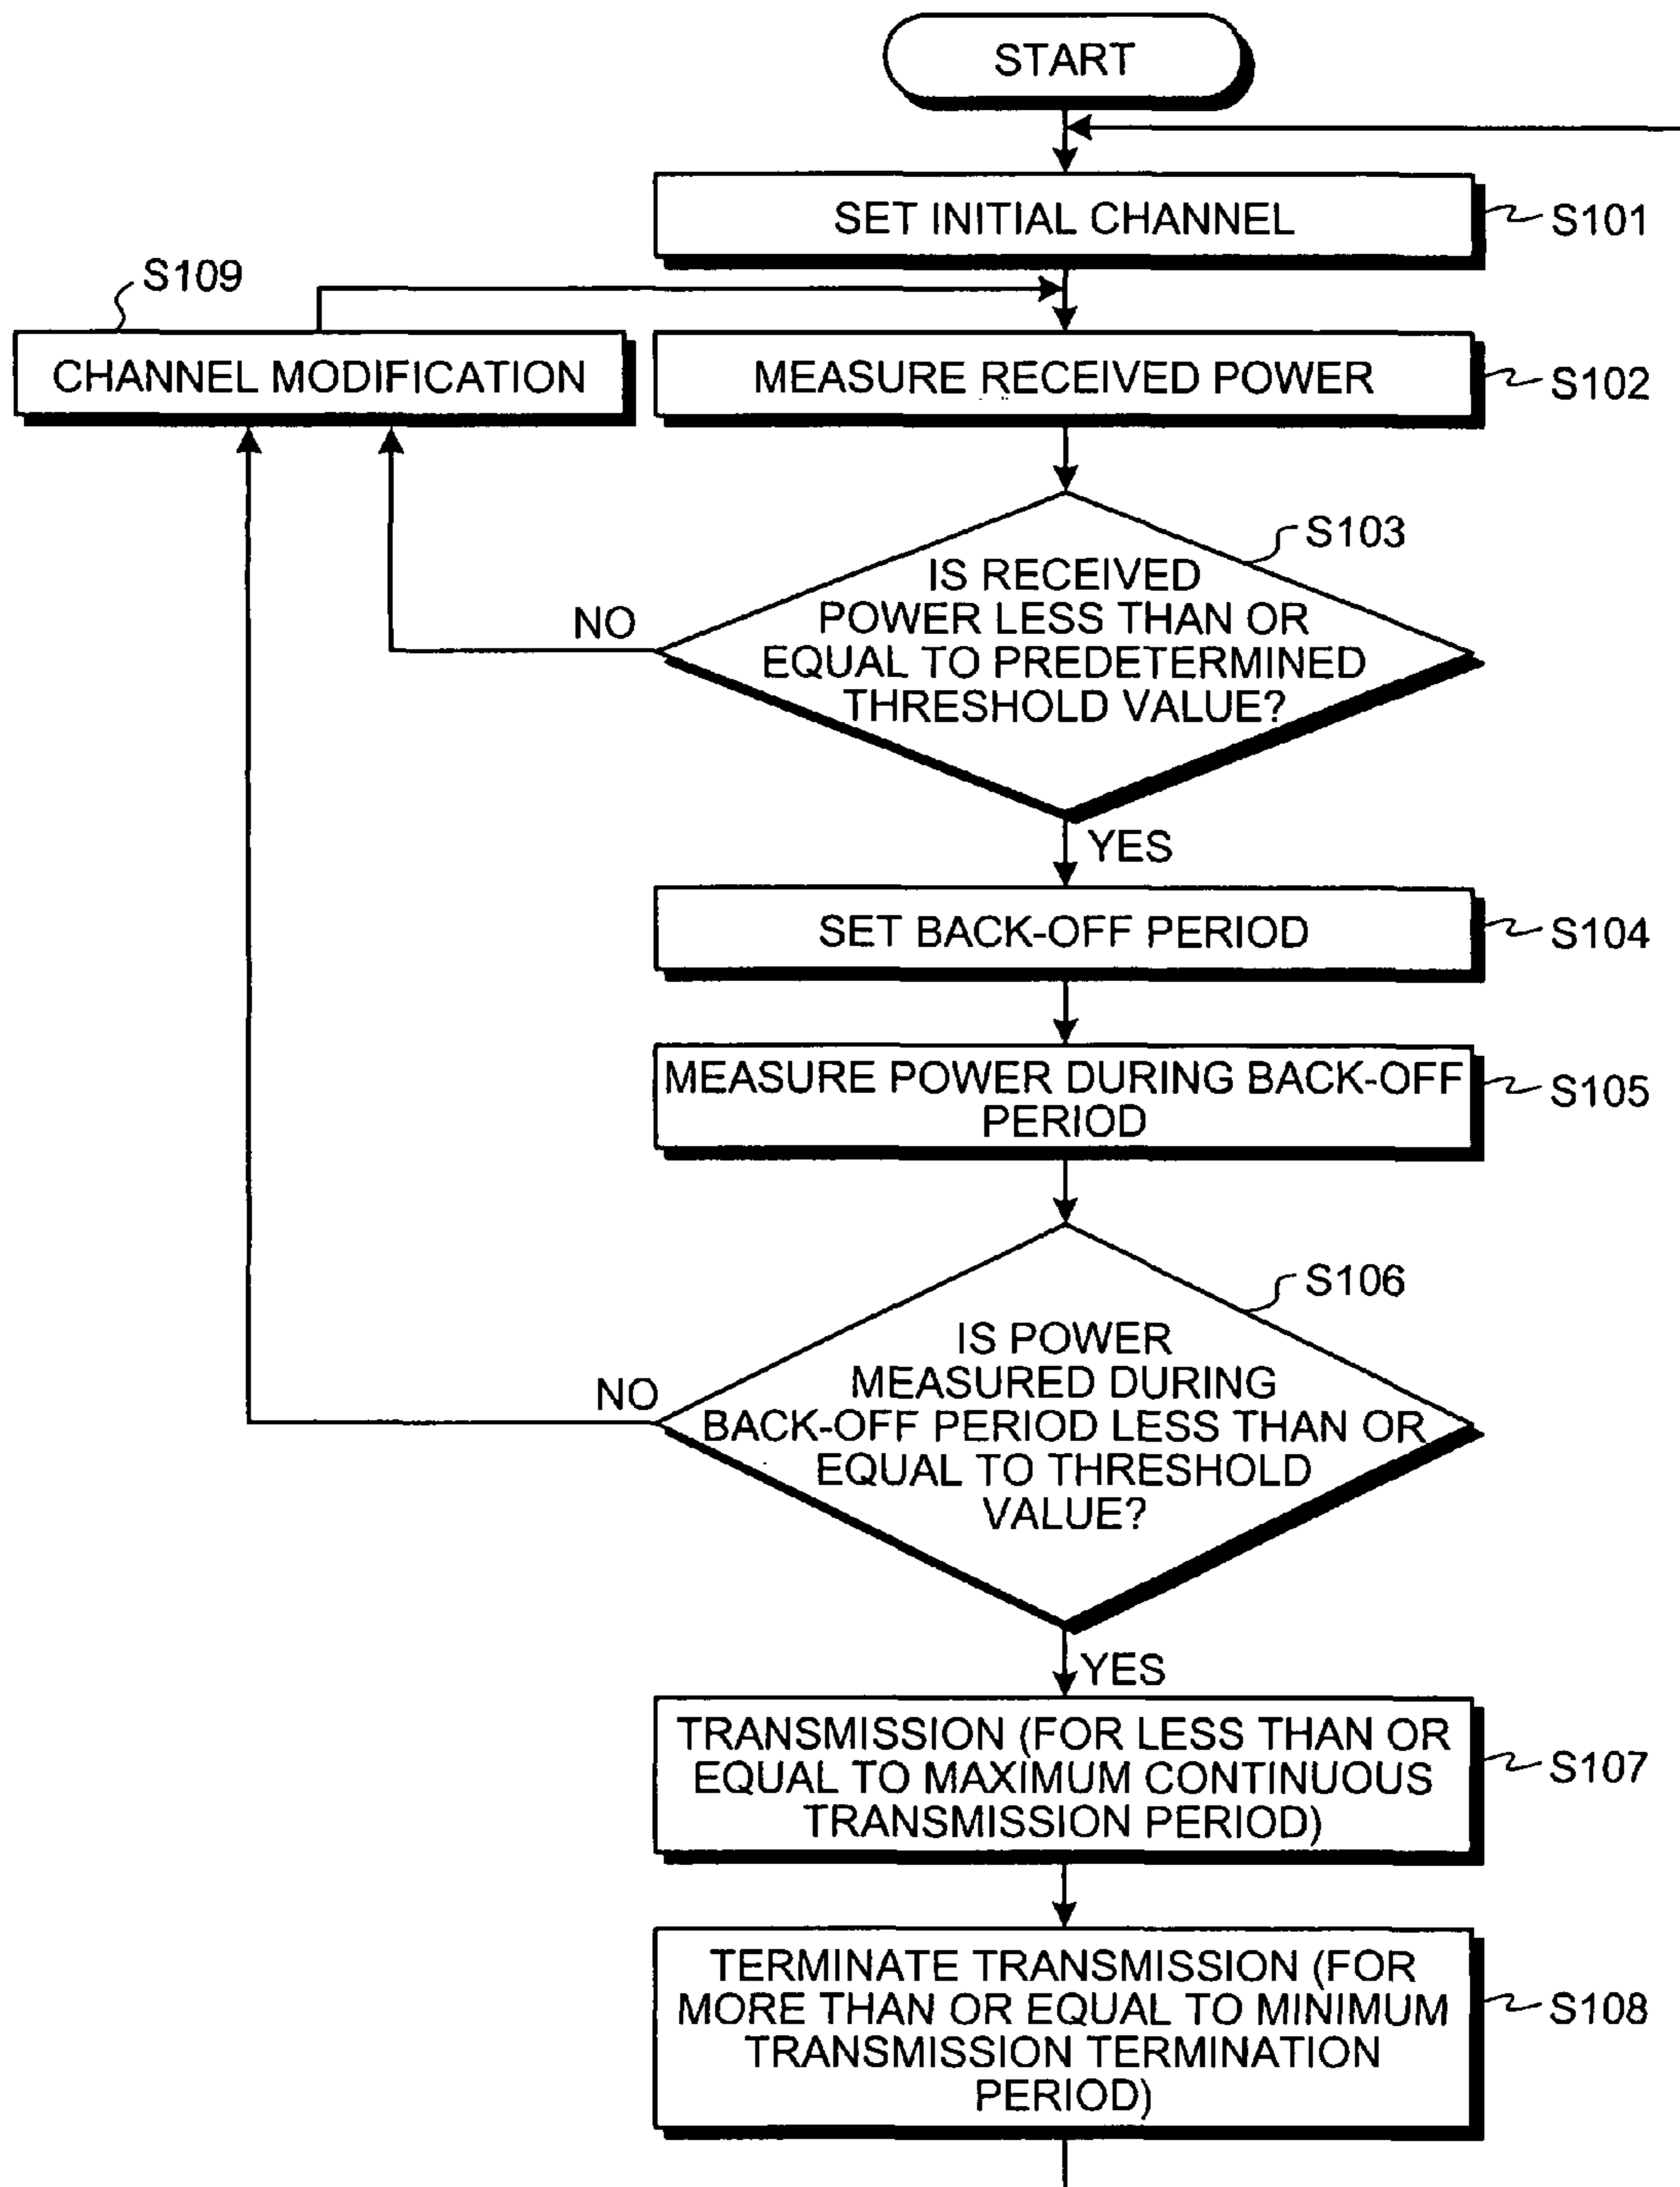 START
SET INITIAL CHANNEL
S101
S109
CHANNEL MODIFICATION
MEASURE RECEIVED POWER
S102
S103
IS RECEIVED
POWER LESS THAN OR
EQUAL TO PREDETERMINED
THRESHOLD VALUE?
NO
YES
SET BACK-OFF PERIOD
S104
MEASURE POWER DURING BACK-OFF
PERIOD
S105
S106
IS POWER
MEASURED DURING
BACK-OFF PERIOD LESS THAN OR
EQUAL TO THRESHOLD
VALUE?
NO
YES
TRANSMISSION (FOR LESS THAN OR
EQUAL TO MAXIMUM CONTINUOUS
TRANSMISSION PERIOD)
S107
TERMINATE TRANSMISSION (FOR
MORE THAN OR EQUAL TO MINIMUM
TRANSMISSION TERMINATION
PERIOD)
S108